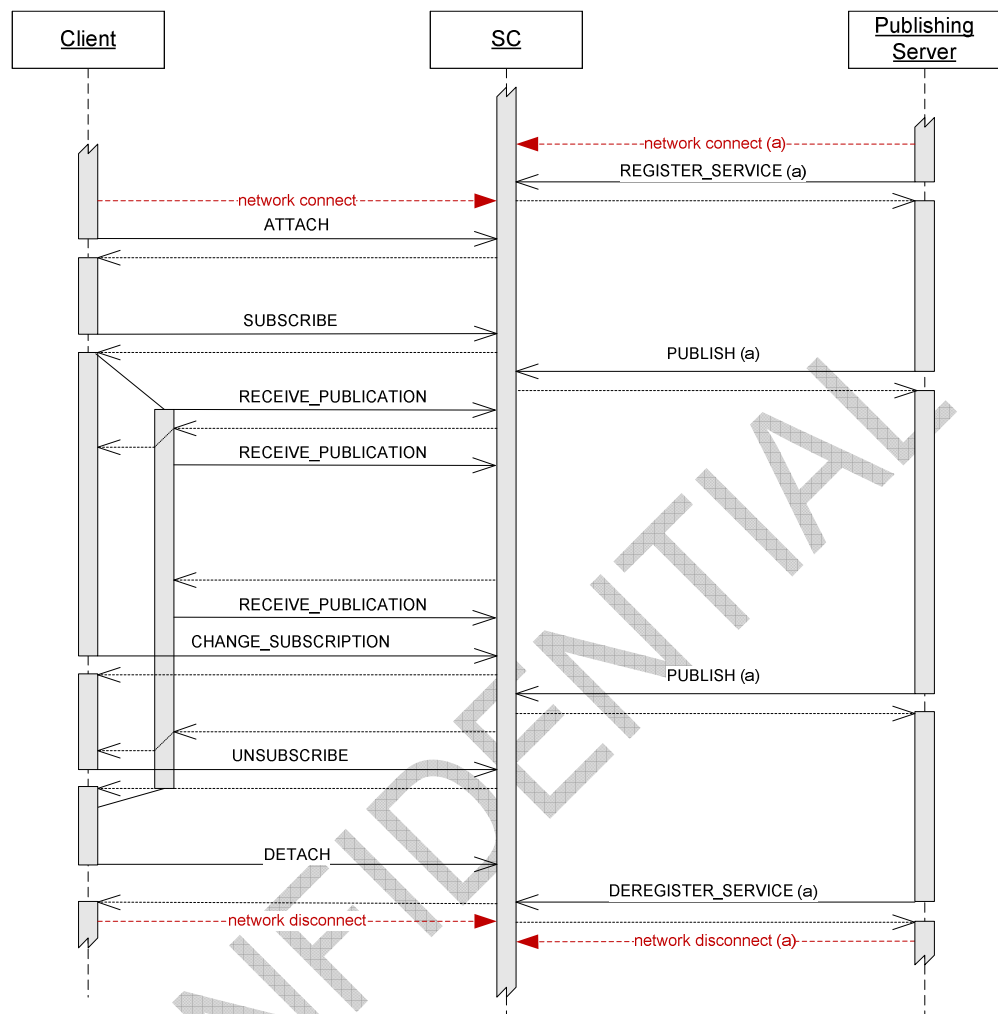 Client
SC
Publishing
Server
network connect (a)
REGISTER_SERVICE (a)
network connect
ATTACH
SUBSCRIBE
PUBLISH (a)
RECEIVE_PUBLICATION
RECEIVE_PUBLICATION
RECEIVE_PUBLICATION
CHANGE_SUBSCRIPTION
PUBLISH (a)
UNSUBSCRIBE
DETACH
DEREGISTER_SERVICE (a)
network disconnect
network disconnect (a)
NFIDENTIAL